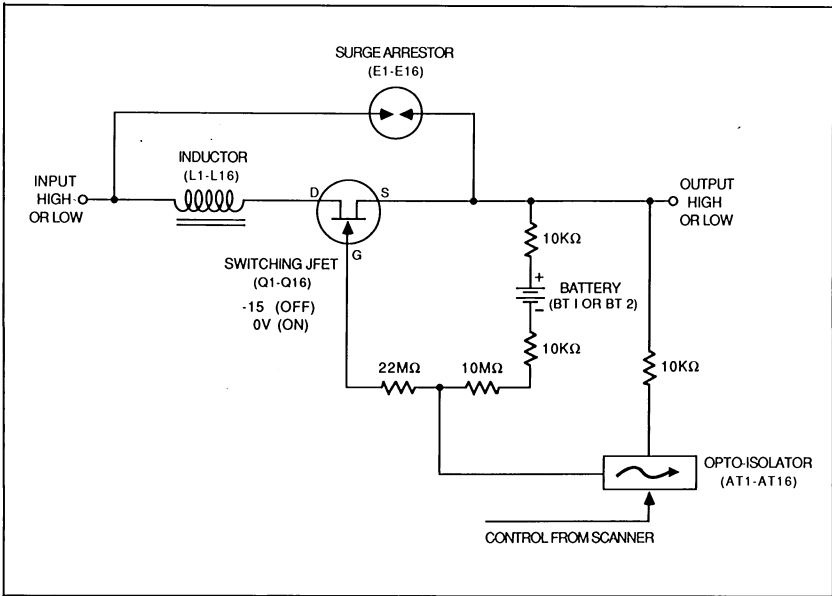 SURGE ARRESTOR
(E1-E16)
INDUCTOR
(L1-L16)
INPUT
HIGH
OR LOW
D
S
G
OUTPUT
HIGH
OR LOW
10KΩ
SWITCHING JFET
(Q1-Q16)
-15 (OFF)
0V (ON)
+
BATTERY
(BT 1 OR BT 2)
−
10KΩ
22MΩ
10MΩ
10KΩ
OPTO-ISOLATOR
(AT1-AT16)
CONTROL FROM SCANNER